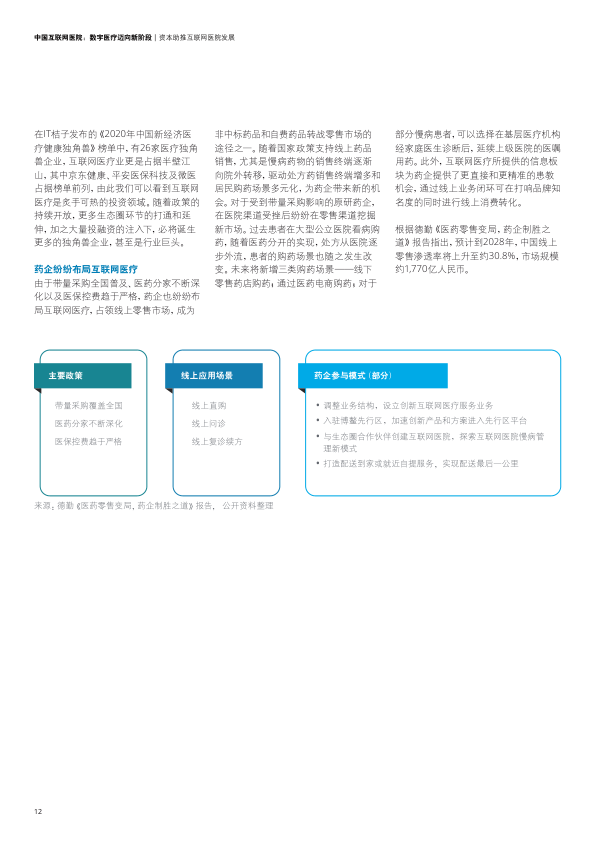 中国互联网医院：数字医疗迈向新阶段 | 资本助推互联网医院发展
在IT桔子发布的《2020年中国新经济医
疗健康独角兽》榜单中，有26家医疗独角
兽企业，互联网医疗业更是占据半壁江
山，其中京东健康、平安医保科技及微医
占据榜单前列，由此我们可以看到互联网
医疗是炙手可热的投资领域。随着政策的
持续开放，更多生态圈环节的打通和延
伸，加之大量投融资的注入下，必将诞生
更多的独角兽企业，甚至是行业巨头。
药企纷纷布局互联网医疗
由于带量采购全国普及、医药分家不断深
化以及医保控费趋于严格，药企也纷纷布
局互联网医疗，占领线上零售市场，成为
非中标药品和自费药品转战零售市场的
途径之一。随着国家政策支持线上药品
销售，尤其是慢病药物的销售终端逐渐
向院外转移，驱动处方药销售终端增多和
居民购药场景多元化，为药企带来新的机
会。对于受到带量采购影响的原研药企，
在医院渠道受挫后纷纷在零售渠道挖掘
新市场。过去患者在大型公立医院看病购
药，随着医药分开的实现，处方从医院逐
步外流，患者的购药场景也随之发生改
变。未来将新增三类购药场景——线下
零售药店购药；通过医药电商购药；对于
部分慢病患者，可以选择在基层医疗机构
经家庭医生诊断后，延续上级医院的医嘱
用药。此外，互联网医疗所提供的信息板
块为药企提供了更直接和更精准的患教
机会，通过线上业务闭环可在打响品牌知
名度的同时进行线上消费转化。
根据德勤《医药零售变局，药企制胜之
道》报告指出，预计到2028年，中国线上
零售渗透率将上升至约30.8%，市场规模
约1,770亿人民币。
主要政策
带量采购覆盖全国
医药分家不断深化
医保控费趋于严格
线上应用场景
线上直购
线上问诊
线上复诊续方
药企参与模式（部分）
• 调整业务结构，设立创新互联网医疗服务业务
• 入驻博鳌先行区，加速创新产品和方案进入先行区平台
• 与生态圈合作伙伴创建互联网医院，探索互联网医院慢病管
理新模式
• 打造配送到家或就近自提服务，实现配送最后一公里
来源：德勤《医药零售变局，药企制胜之道》报告， 公开资料整理
12